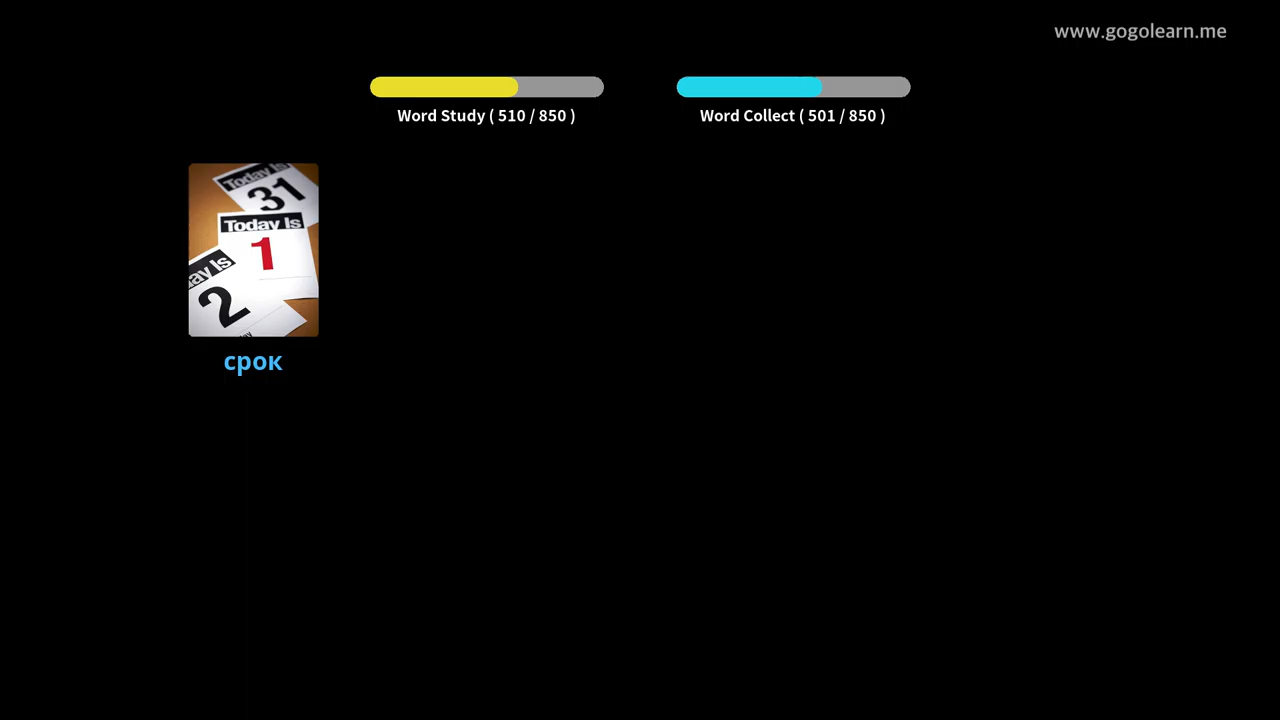 www.gogolearn.me
Word Study ( 510 / 850 )
Word Collect ( 501 / 850 )
Today Is
31
Today Is
1
ay Is
2
срок